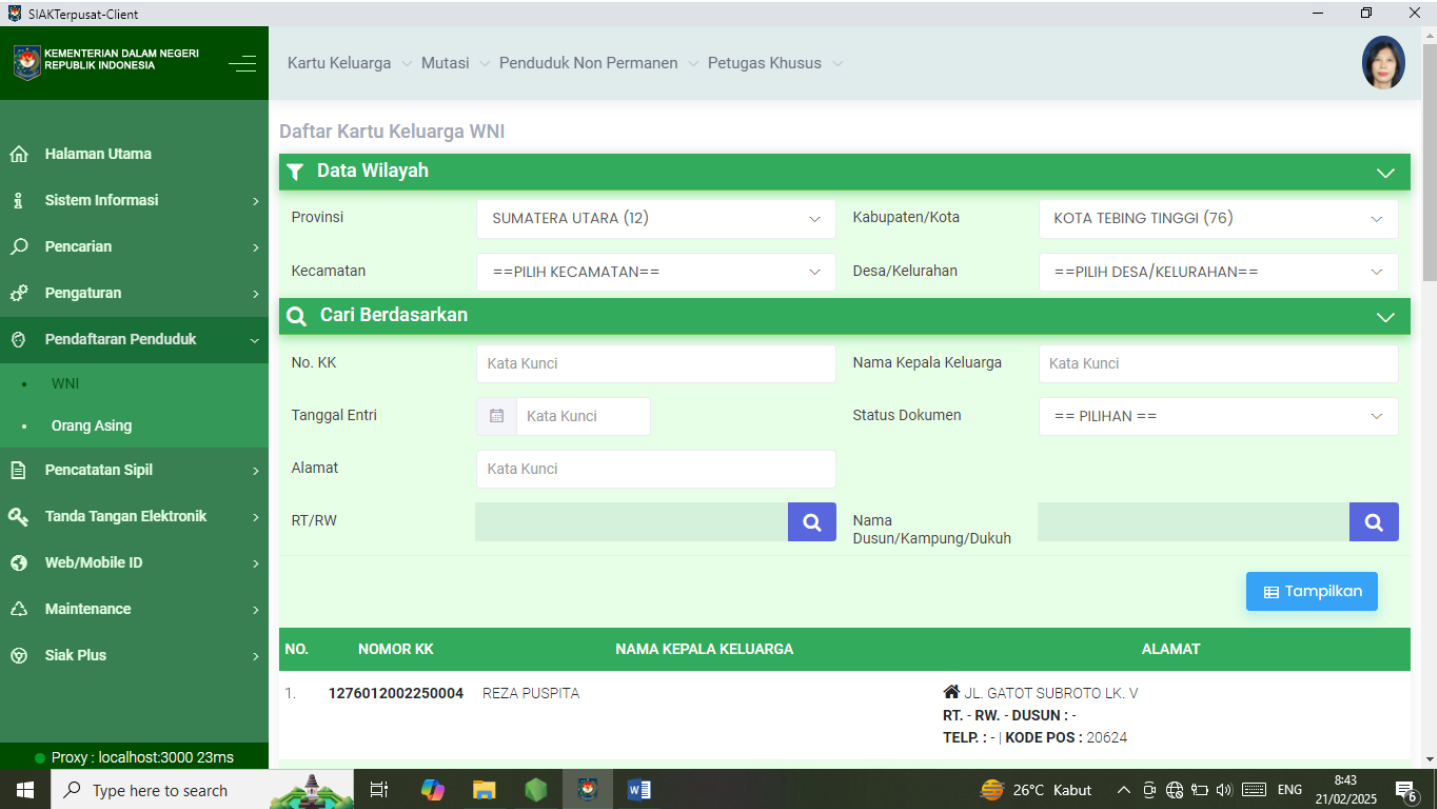 SIAKTerpusat-Client
KEMENTERIAN DALAM NEGERI
REPUBLIK INDONESIA
Kartu Keluarga Mutasi Penduduk Non Permanen Petugas Khusus
Halaman Utama
Sistem Informasi
Pencarian
Pengaturan
Pendaftaran Penduduk
WNI
Orang Asing
Pencatatan Sipil
Tanda Tangan Elektronik
Web/Mobile ID
Maintenance
Siak Plus
Proxy : localhost:3000 23ms
Daftar Kartu Keluarga WNI
Data Wilayah
Provinsi SUMATERA UTARA (12) Kabupaten/Kota KOTA TEBING TINGGI (76)
Kecamatan ==PILIH KECAMATAN== Desa/Kelurahan ==PILIH DESA/KELURAHAN==
Cari Berdasarkan
No. KK Kata Kunci Nama Kepala Keluarga Kata Kunci
Tanggal Entri Kata Kunci Status Dokumen == PILIHAN ==
Alamat Kata Kunci
RT/RW Nama
Dusun/Kampung/Dukuh
Tampilkan
NO. NOMOR KK NAMA KEPALA KELUARGA ALAMAT
1. 1276012002250004 REZA PUSPITA JL. GATOT SUBROTO LK. V
RT. - RW. - DUSUN : -
TELP. : - | KODE POS : 20624
Type here to search 26°C Kabut ENG 8:43
21/02/2025 6